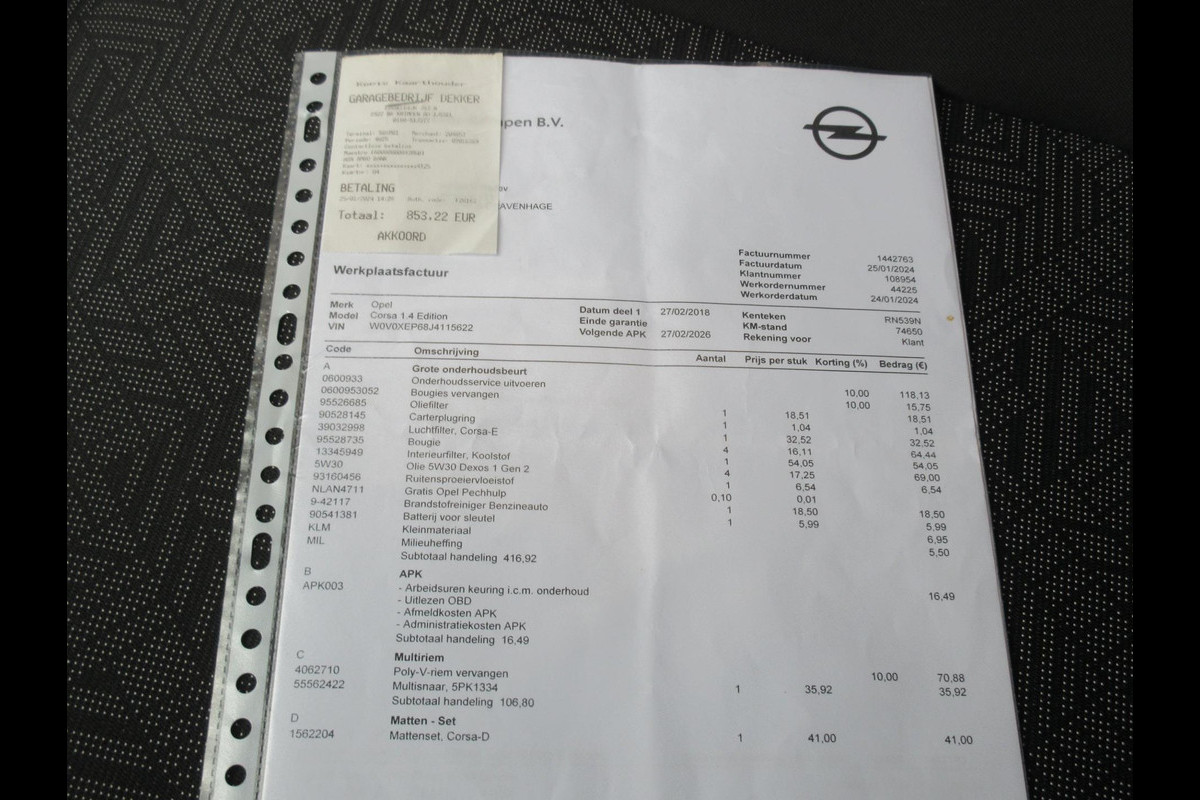 GARAGEBEDRIJF DEKKER
BETALING
Totaal: 853.22 EUR
AKKOORD
pen B.V.
bv
AVENHAGE
Werkplaatsfactuur
Factuurnummer 1442763
Factuurdatum 25/01/2024
Klantnummer 108954
Werkordernummer 44225
Werkorderdatum 24/01/2024
Merk Opel Datum deel 1 27/02/2018 Kenteken RN539N
Model Corsa 1.4 Edition Einde garantie KM-stand 74650
VIN W0V0XEP68J4115622 Volgende APK 27/02/2026 Rekening voor Klant
Code Omschrijving Aantal Prijs per stuk Korting (%) Bedrag (€)
A Grote onderhoudsbeurt
0600933 Onderhoudsservice uitvoeren 10,00 118,13
0600953052 Bougies vervangen 10,00 15,75
95526685 Oliefilter 1 18,51 18,51
90528145 Carterplugring 1 1,04 1,04
39032998 Luchtfilter, Corsa-E 1 32,52 32,52
95528735 Bougie 4 16,11 64,44
13345949 Interieurfilter, Koolstof 1 54,05 54,05
5W30 Olie 5W30 Dexos 1 Gen 2 4 17,25 69,00
93160456 Ruitensproeiervloeistof 1 6,54 6,54
NLAN4711 Gratis Opel Pechhulp 0,10 0,01
9-42117 Brandstofreiniger Benzineauto 1 18,50 18,50
90541381 Batterij voor sleutel 1 5,99 5,99
KLM Kleinmateriaal 6,95
MIL Milieuheffing 5,50
Subtotaal handeling 416,92
B APK
APK003 - Arbeidsuren keuring i.c.m. onderhoud 16,49
- Uitlezen OBD
- Afmeldkosten APK
- Administratiekosten APK
Subtotaal handeling 16,49
C Multiriem
4062710 Poly-V-riem vervangen 10,00 70,88
55562422 Multisnaar, 5PK1334 1 35,92 35,92
Subtotaal handeling 106,80
D Matten - Set
1562204 Mattenset, Corsa-D 1 41,00 41,00